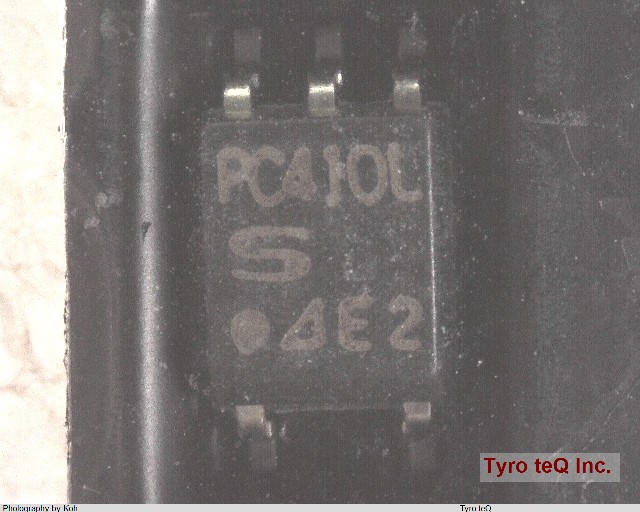 PC410L
S
4E2
Tyro teQ Inc.
Photography by Koh
Tyro teQ